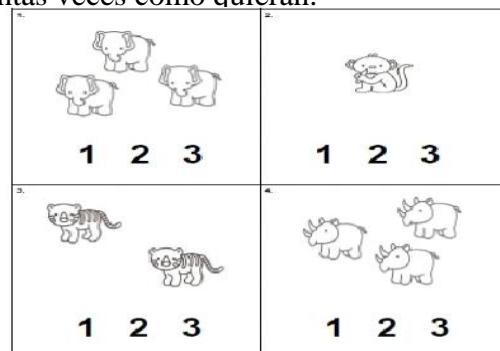 ntas veces como quieran.
1.
2.
1 2 3
1 2 3
3.
4.
1 2 3
1 2 3